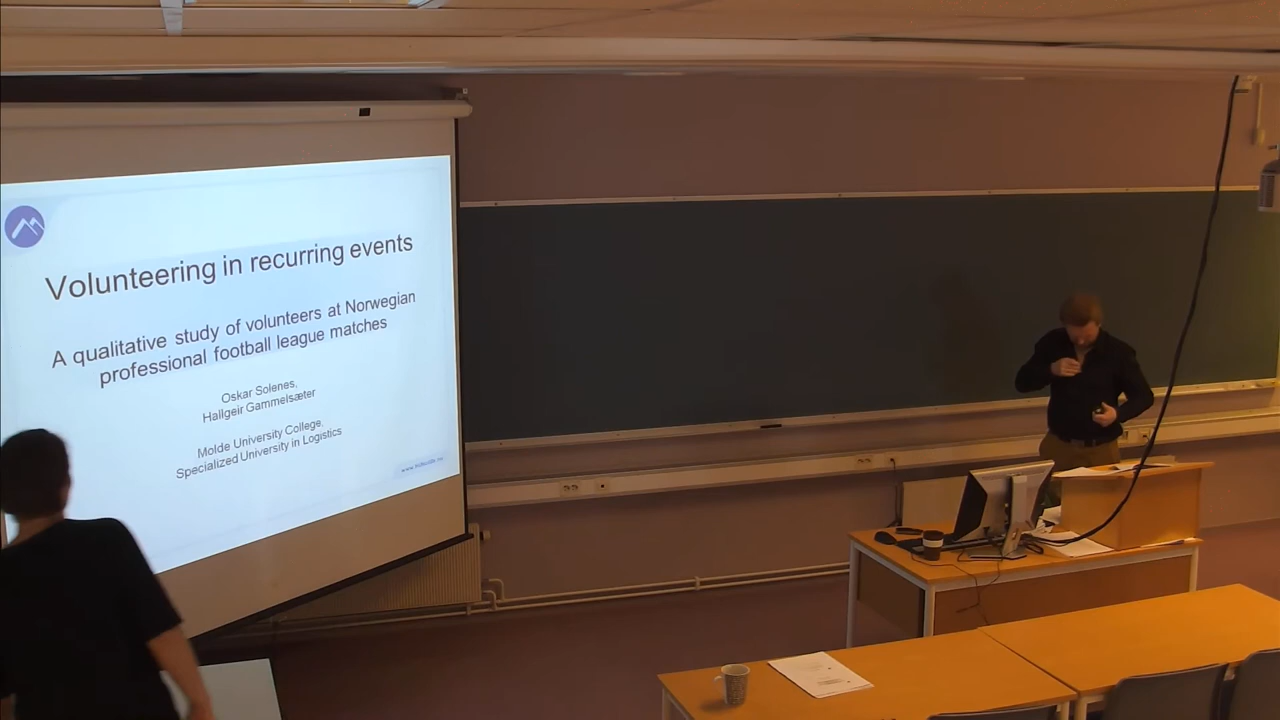 Volunteering in recurring events
A qualitative study of volunteers at Norwegian
professional football league matches
Oskar Solenes,
Hallgeir Gammelsæter
Molde University College,
Specialized University in Logistics